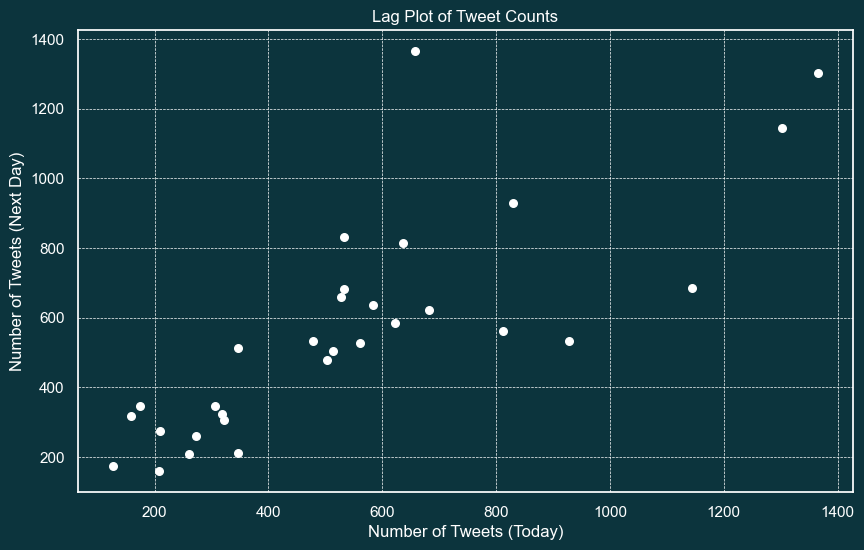 Lag Plot of Tweet Counts
1400
1200
1000
800
600
400
200
Number of Tweets (Next Day)
200 400 600 800 1000 1200 1400
Number of Tweets (Today)